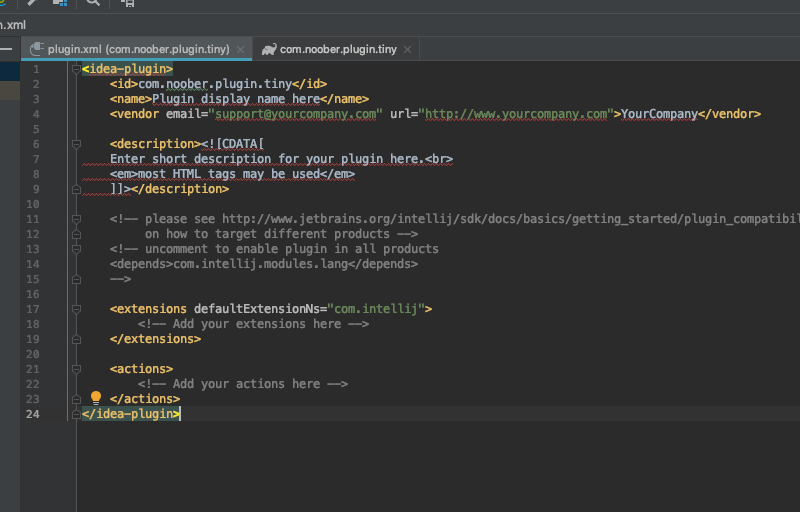 n.xml
plugin.xml (com.noober.plugin.tiny)
com.noober.plugin.tiny
1 <idea-plugin>
2 <id>com.noober.plugin.tiny</id>
3 <name>Plugin display name here</name>
4 <vendor email="support@yourcompany.com" url="http://www.yourcompany.com">YourCompany</vendor>
5
6 <description><![CDATA[
7 Enter short description for your plugin here.<br>
8 <em>most HTML tags may be used</em>
9 ]]></description>
10
11 <!-- please see http://www.jetbrains.org/intellij/sdk/docs/basics/getting_started/plugin_compatibil
12 on how to target different products -->
13 <!-- uncomment to enable plugin in all products
14 <depends>com.intellij.modules.lang</depends>
15 -->
16
17 <extensions defaultExtensionNs="com.intellij">
18 <!-- Add your extensions here -->
19 </extensions>
20
21 <actions>
22 <!-- Add your actions here -->
23 </actions>
24 </idea-plugin>